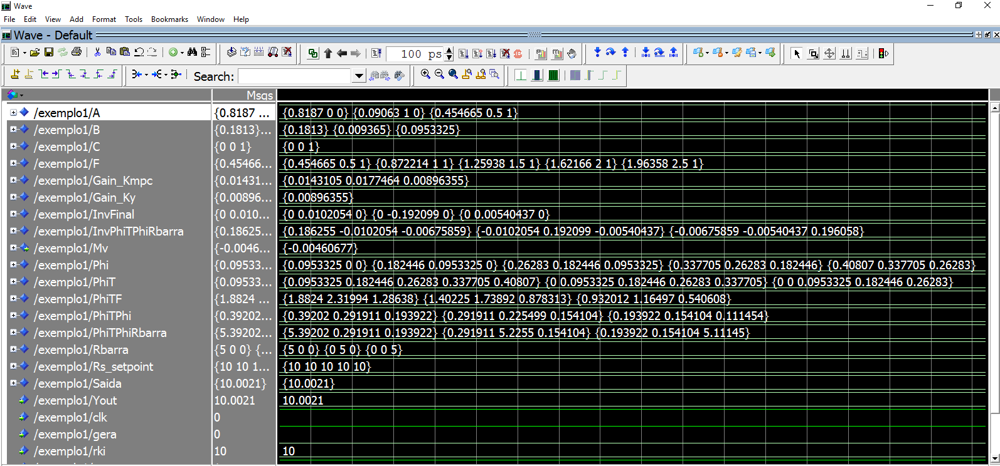 Wave
File Edit View Add Format Tools Bookmarks Window Help
Wave - Default
100 ps
Search:
Msgs
/exemplo1/A {0.8187 ... {0.8187 0 0} {0.09063 1 0} {0.454665 0.5 1}
/exemplo1/B {0.1813}... {0.1813} {0.009365} {0.0953325}
/exemplo1/C {0 0 1} {0 0 1}
/exemplo1/F {0.45466... {0.454665 0.5 1} {0.872214 1 1} {1.25938 1.5 1} {1.62166 2 1} {1.96358 2.5 1}
/exemplo1/Gain_Kmpc {0.01431... {0.0143105 0.0177464 0.00896355}
/exemplo1/Gain_Ky {0.00896... {0.00896355}
/exemplo1/InvFinal {0 0.010... {0 0.0102054 0} {0 -0.192099 0} {0 0.00540437 0}
/exemplo1/InvPhiTPhiRbarra {0.18625... {0.186255 -0.0102054 -0.00675859} {-0.0102054 0.192099 -0.00540437} {-0.00675859 -0.00540437 0.196058}
/exemplo1/Mv {-0.0046... {-0.00460677}
/exemplo1/Phi {0.09533... {0.0953325 0 0} {0.182446 0.0953325 0} {0.26283 0.182446 0.0953325} {0.337705 0.26283 0.182446} {0.40807 0.337705 0.26283}
/exemplo1/PhiT {0.09533... {0.0953325 0.182446 0.26283 0.337705 0.40807} {0 0.0953325 0.182446 0.26283 0.337705} {0 0 0.0953325 0.182446 0.26283}
/exemplo1/PhiTF {1.8824 ... {1.8824 2.31994 1.28638} {1.40225 1.73892 0.878313} {0.932012 1.16497 0.540608}
/exemplo1/PhiTPhi {0.39202... {0.39202 0.291911 0.193922} {0.291911 0.225499 0.154104} {0.193922 0.154104 0.111454}
/exemplo1/PhiTPhiRbarra {5.39202... {5.39202 0.291911 0.193922} {0.291911 5.2255 0.154104} {0.193922 0.154104 5.11145}
/exemplo1/Rbarra {5 0 0} {... {5 0 0} {0 5 0} {0 0 5}
/exemplo1/Rs_setpoint {10 10 1... {10 10 10 10 10}
/exemplo1/Saida {10.0021} {10.0021}
/exemplo1/Yout 10.0021 10.0021
/exemplo1/clk 0
/exemplo1/gera 0
/exemplo1/rki 10 10